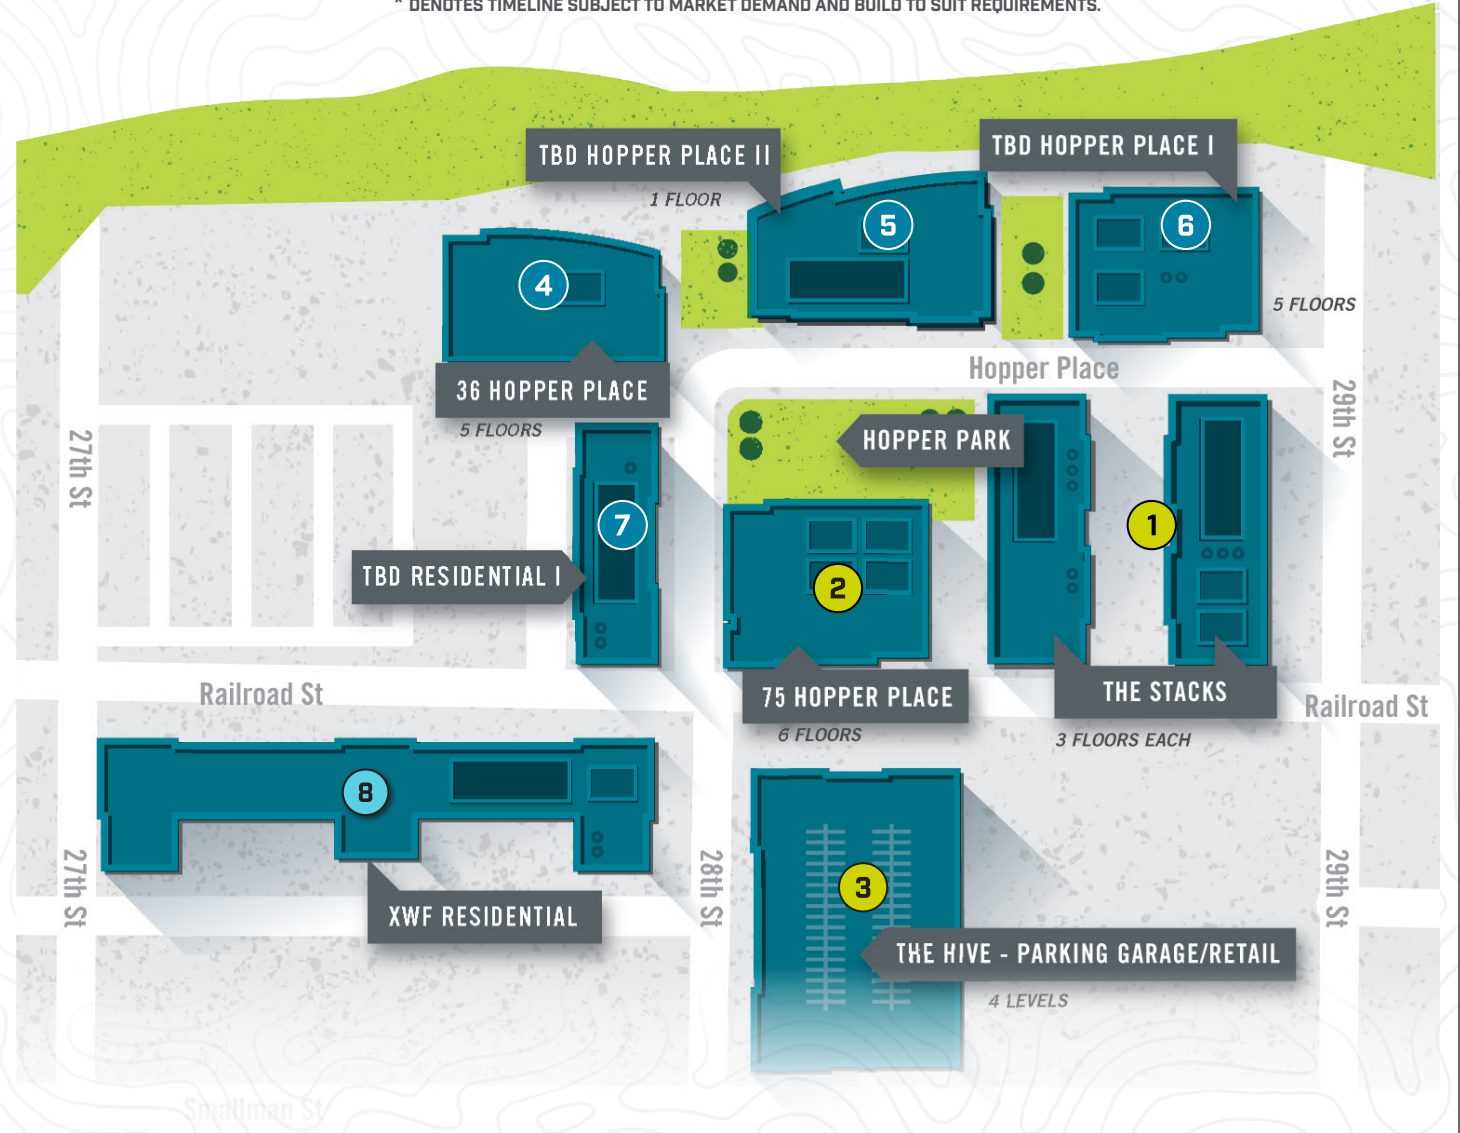 * DENOTES TIMELINE SUBJECT TO MARKET DEMAND AND BUILD TO SUIT REQUIREMENTS.
TBD HOPPER PLACE II
1 FLOOR
TBD HOPPER PLACE I
5
6
4
5 FLOORS
Hopper Place
36 HOPPER PLACE
5 FLOORS
29th St
27th St
HOPPER PARK
7
1
TBD RESIDENTIAL I
2
75 HOPPER PLACE
6 FLOORS
THE STACKS
3 FLOORS EACH
Railroad St
Railroad St
8
27th St
28th St
29th St
3
XWF RESIDENTIAL
THE HIVE - PARKING GARAGE/RETAIL
4 LEVELS
Smallman St